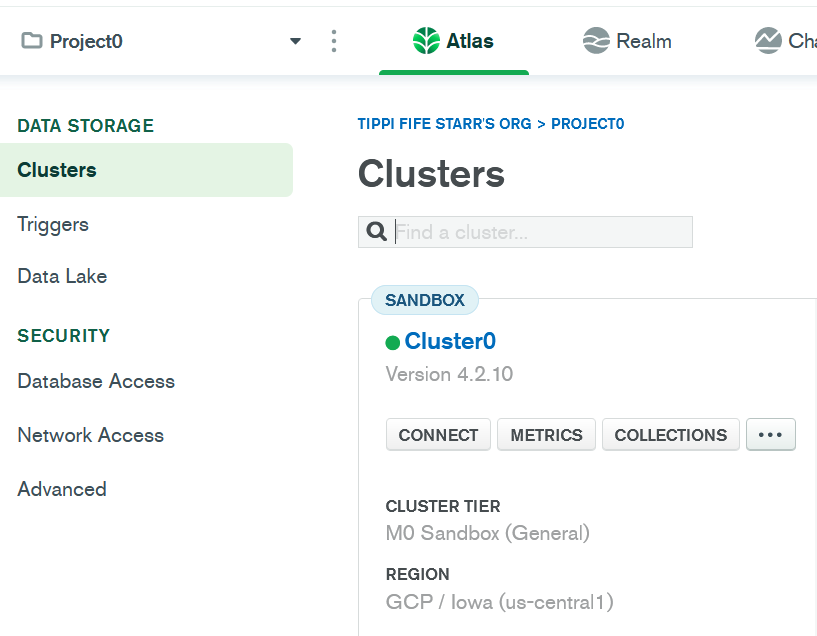 Project0
Atlas
Realm
DATA STORAGE
Clusters
Triggers
Data Lake
SECURITY
Database Access
Network Access
Advanced
TIPPI FIFE STARR'S ORG > PROJECT0
Clusters
Find a cluster...
SANDBOX
Cluster0
Version 4.2.10
CONNECT METRICS COLLECTIONS ...
CLUSTER TIER
M0 Sandbox (General)
REGION
GCP / Iowa (us-central1)